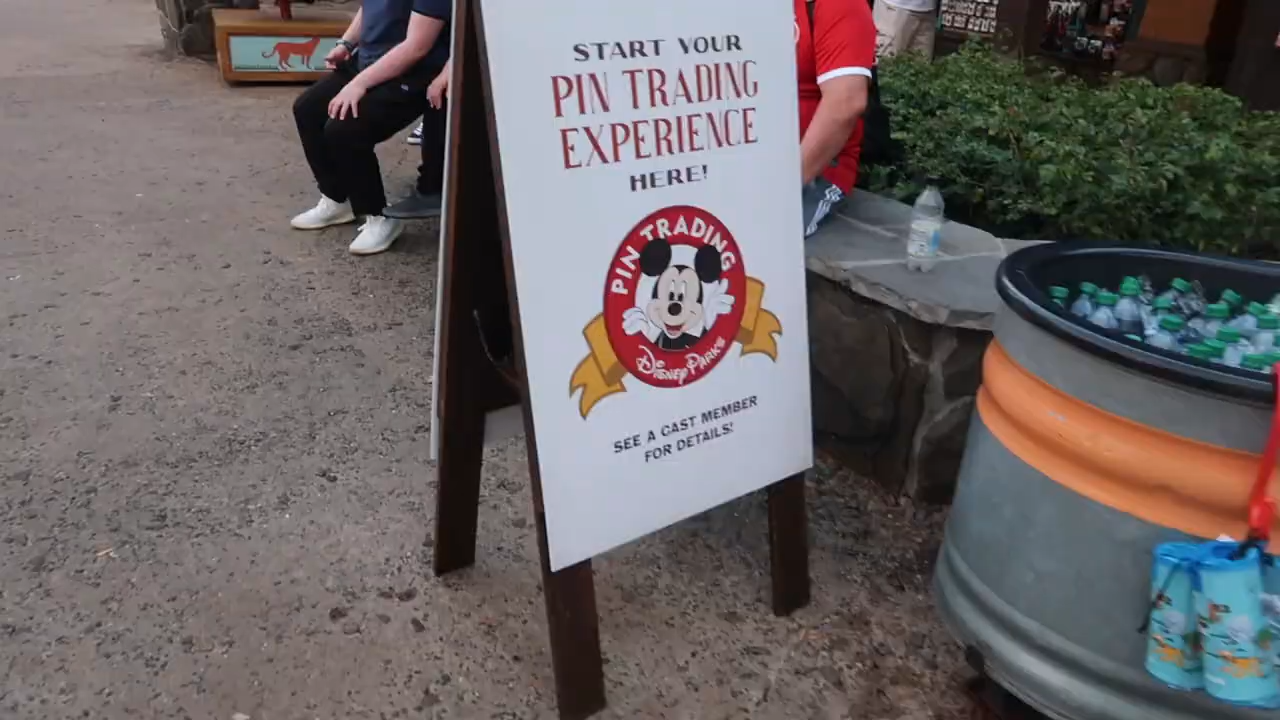 START YOUR
PIN TRADING
EXPERIENCE
HERE!
PIN TRADING
Disney Parks
SEE A CAST MEMBER
FOR DETAILS!